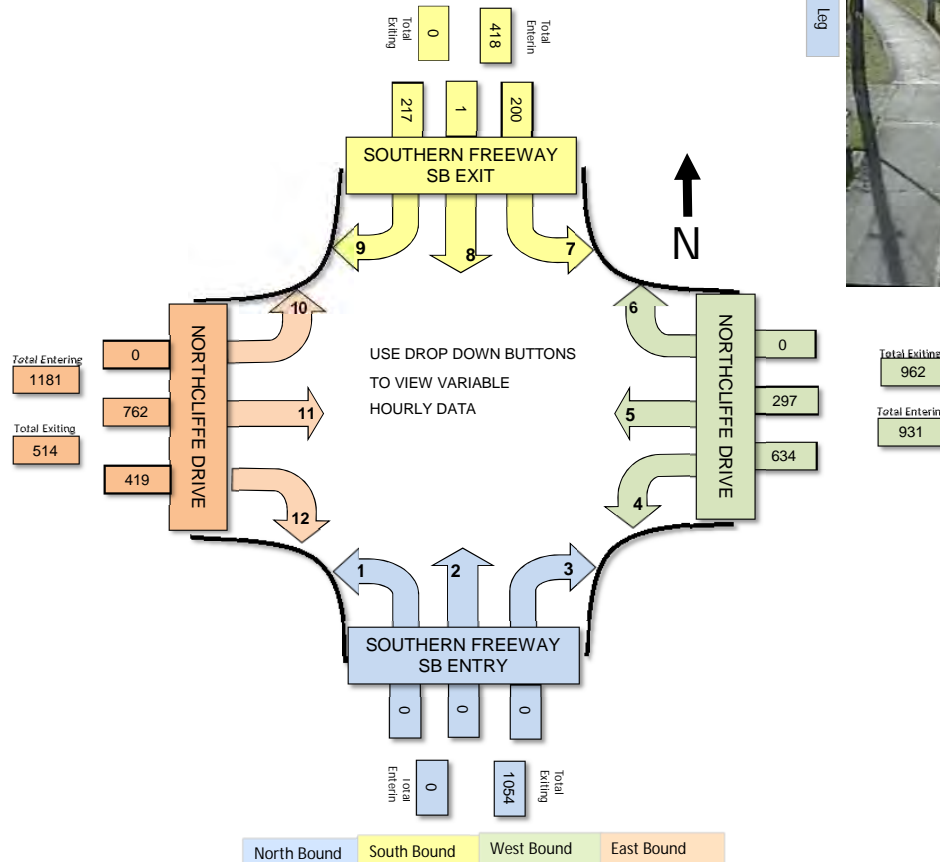 Leg
Total
Exiting
0
418
Total
Enterin
217
1
200
SOUTHERN FREEWAY
SB EXIT
9
8
7
N
10
6
NORTHCLIFFE DRIVE
Total Entering
1181
0
762
Total Exiting
514
419
USE DROP DOWN BUTTONS
TO VIEW VARIABLE
HOURLY DATA
11
5
12
4
NORTHCLIFFE DRIVE
0
297
634
Total Exiting
962
Total Enterin
931
1
2
3
SOUTHERN FREEWAY
SB ENTRY
0
0
0
Total
Enterin
0
1054
Total
Exiting
North Bound
South Bound
West Bound
East Bound